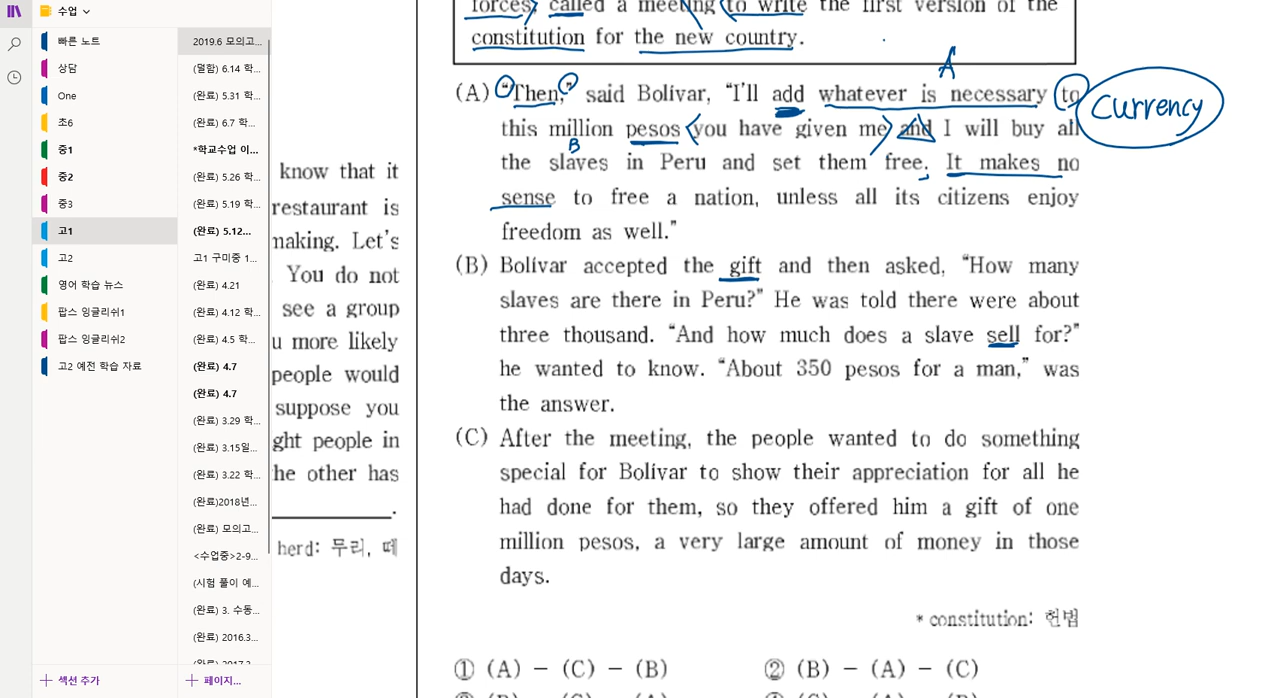 수업
빠른 노트
상담
One
초6
중1
중2
중3
고1
고2
영어 학습 뉴스
팝스 잉글리쉬1
팝스 잉글리쉬2
고2 예전 학습 자료
섹션 추가
2019.6 모의고...
(덜함) 6.14 학...
(완료) 5.31 학...
(완료) 6.7 학...
*학교수업 이...
(완료) 5.26 학...
(완료) 5.19 학...
(완료) 5.12...
고1 구미중 1...
(완료) 4.21
(완료) 4.12 학...
(완료) 4.5 학...
(완료) 4.7
(완료) 4.7
(완료) 3.29 학...
(완료) 3.15일...
(완료) 3.22 학...
(완료)2018년...
(완료) 모의고...
<수업중>2-9...
(시험 풀이 예...
(완료) 3. 수동...
(완료) 2016.3...
페이지...
know that it
restaurant is
making. Let's
You do not
see a group
more likely
people would
suppose you
ght people in
he other has
herd: 무리, 떼
forces, called a meeting to write the first version of the
constitution for the new country.
A
(A) "Then," said Bolívar, "I'll add whatever is necessary to
currency
this million pesos you have given me and I will buy all
B
the slaves in Peru and set them free. It makes no
sense to free a nation, unless all its citizens enjoy
freedom as well."
(B) Bolívar accepted the gift and then asked, "How many
slaves are there in Peru?" He was told there were about
three thousand. "And how much does a slave sell for?"
he wanted to know. "About 350 pesos for a man," was
the answer.
(C) After the meeting, the people wanted to do something
special for Bolívar to show their appreciation for all he
had done for them, so they offered him a gift of one
million pesos, a very large amount of money in those
days.
* constitution: 헌법
① (A) - (C) - (B) ② (B) - (A) - (C)